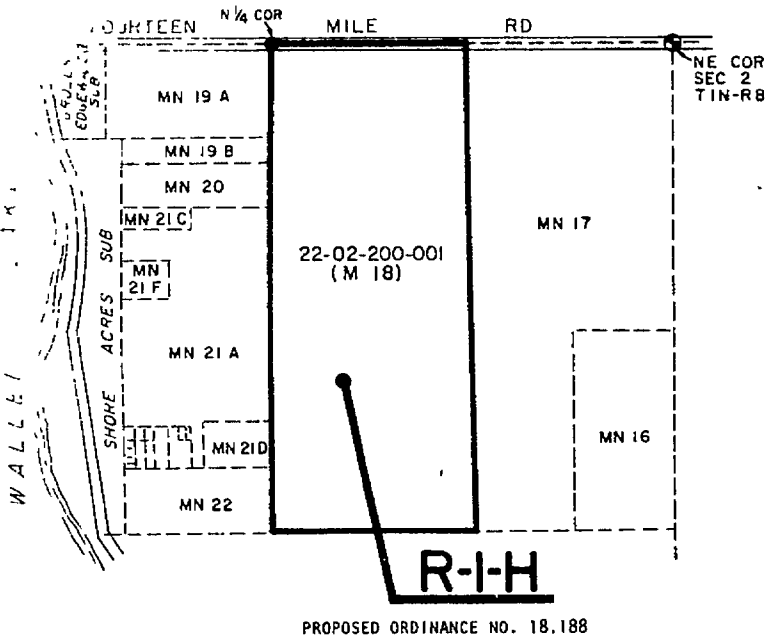 N ¼ COR
MILE RD
NE COR
SEC 2
T1N-R8
SUB
MN 19 A
MN 19 B
MN 20
MN 21 C
MN 17
SHORE ACRES SUB
22-02-200-001
(M 18)
MN
21 F
MN 21 A
MN 21D
MN 16
MN 22
R-1-H
PROPOSED ORDINANCE NO. 18.188